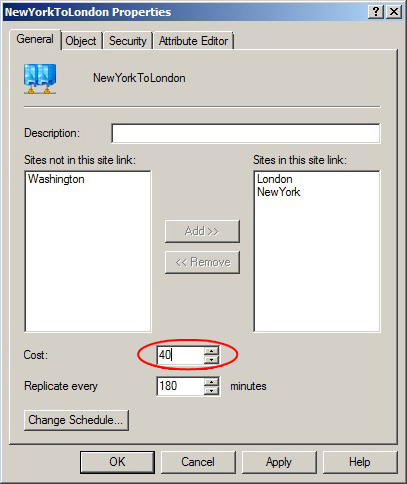 NewYorkToLondon Properties
General Object Security Attribute Editor
NewYorkToLondon
Description:
Sites not in this site link: Sites in this site link:
Washington London
NewYork
Add >>
<< Remove
Cost: 40
Replicate every 180 minutes
Change Schedule...
OK Cancel Apply Help